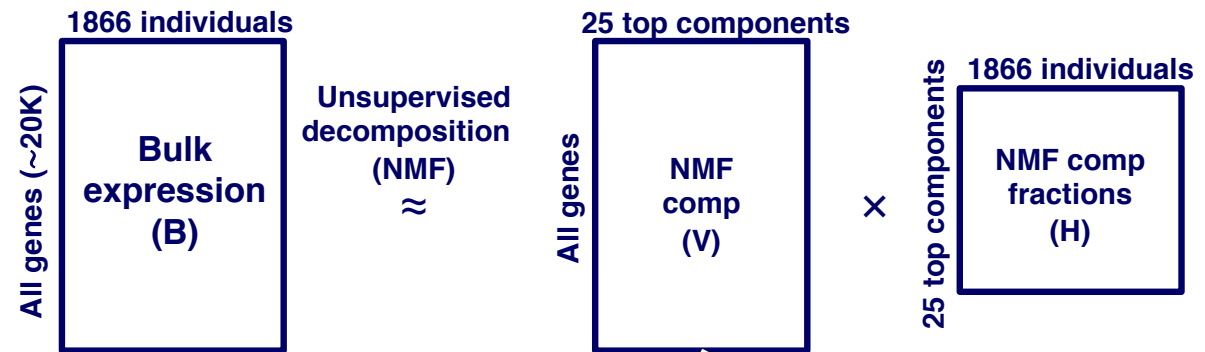 1866 individuals
All genes (~20K)
Bulk
expression
(B)
Unsupervised
decomposition
(NMF)
≈
25 top components
All genes
NMF
comp
(V)
×
25 top components
1866 individuals
NMF comp
fractions
(H)